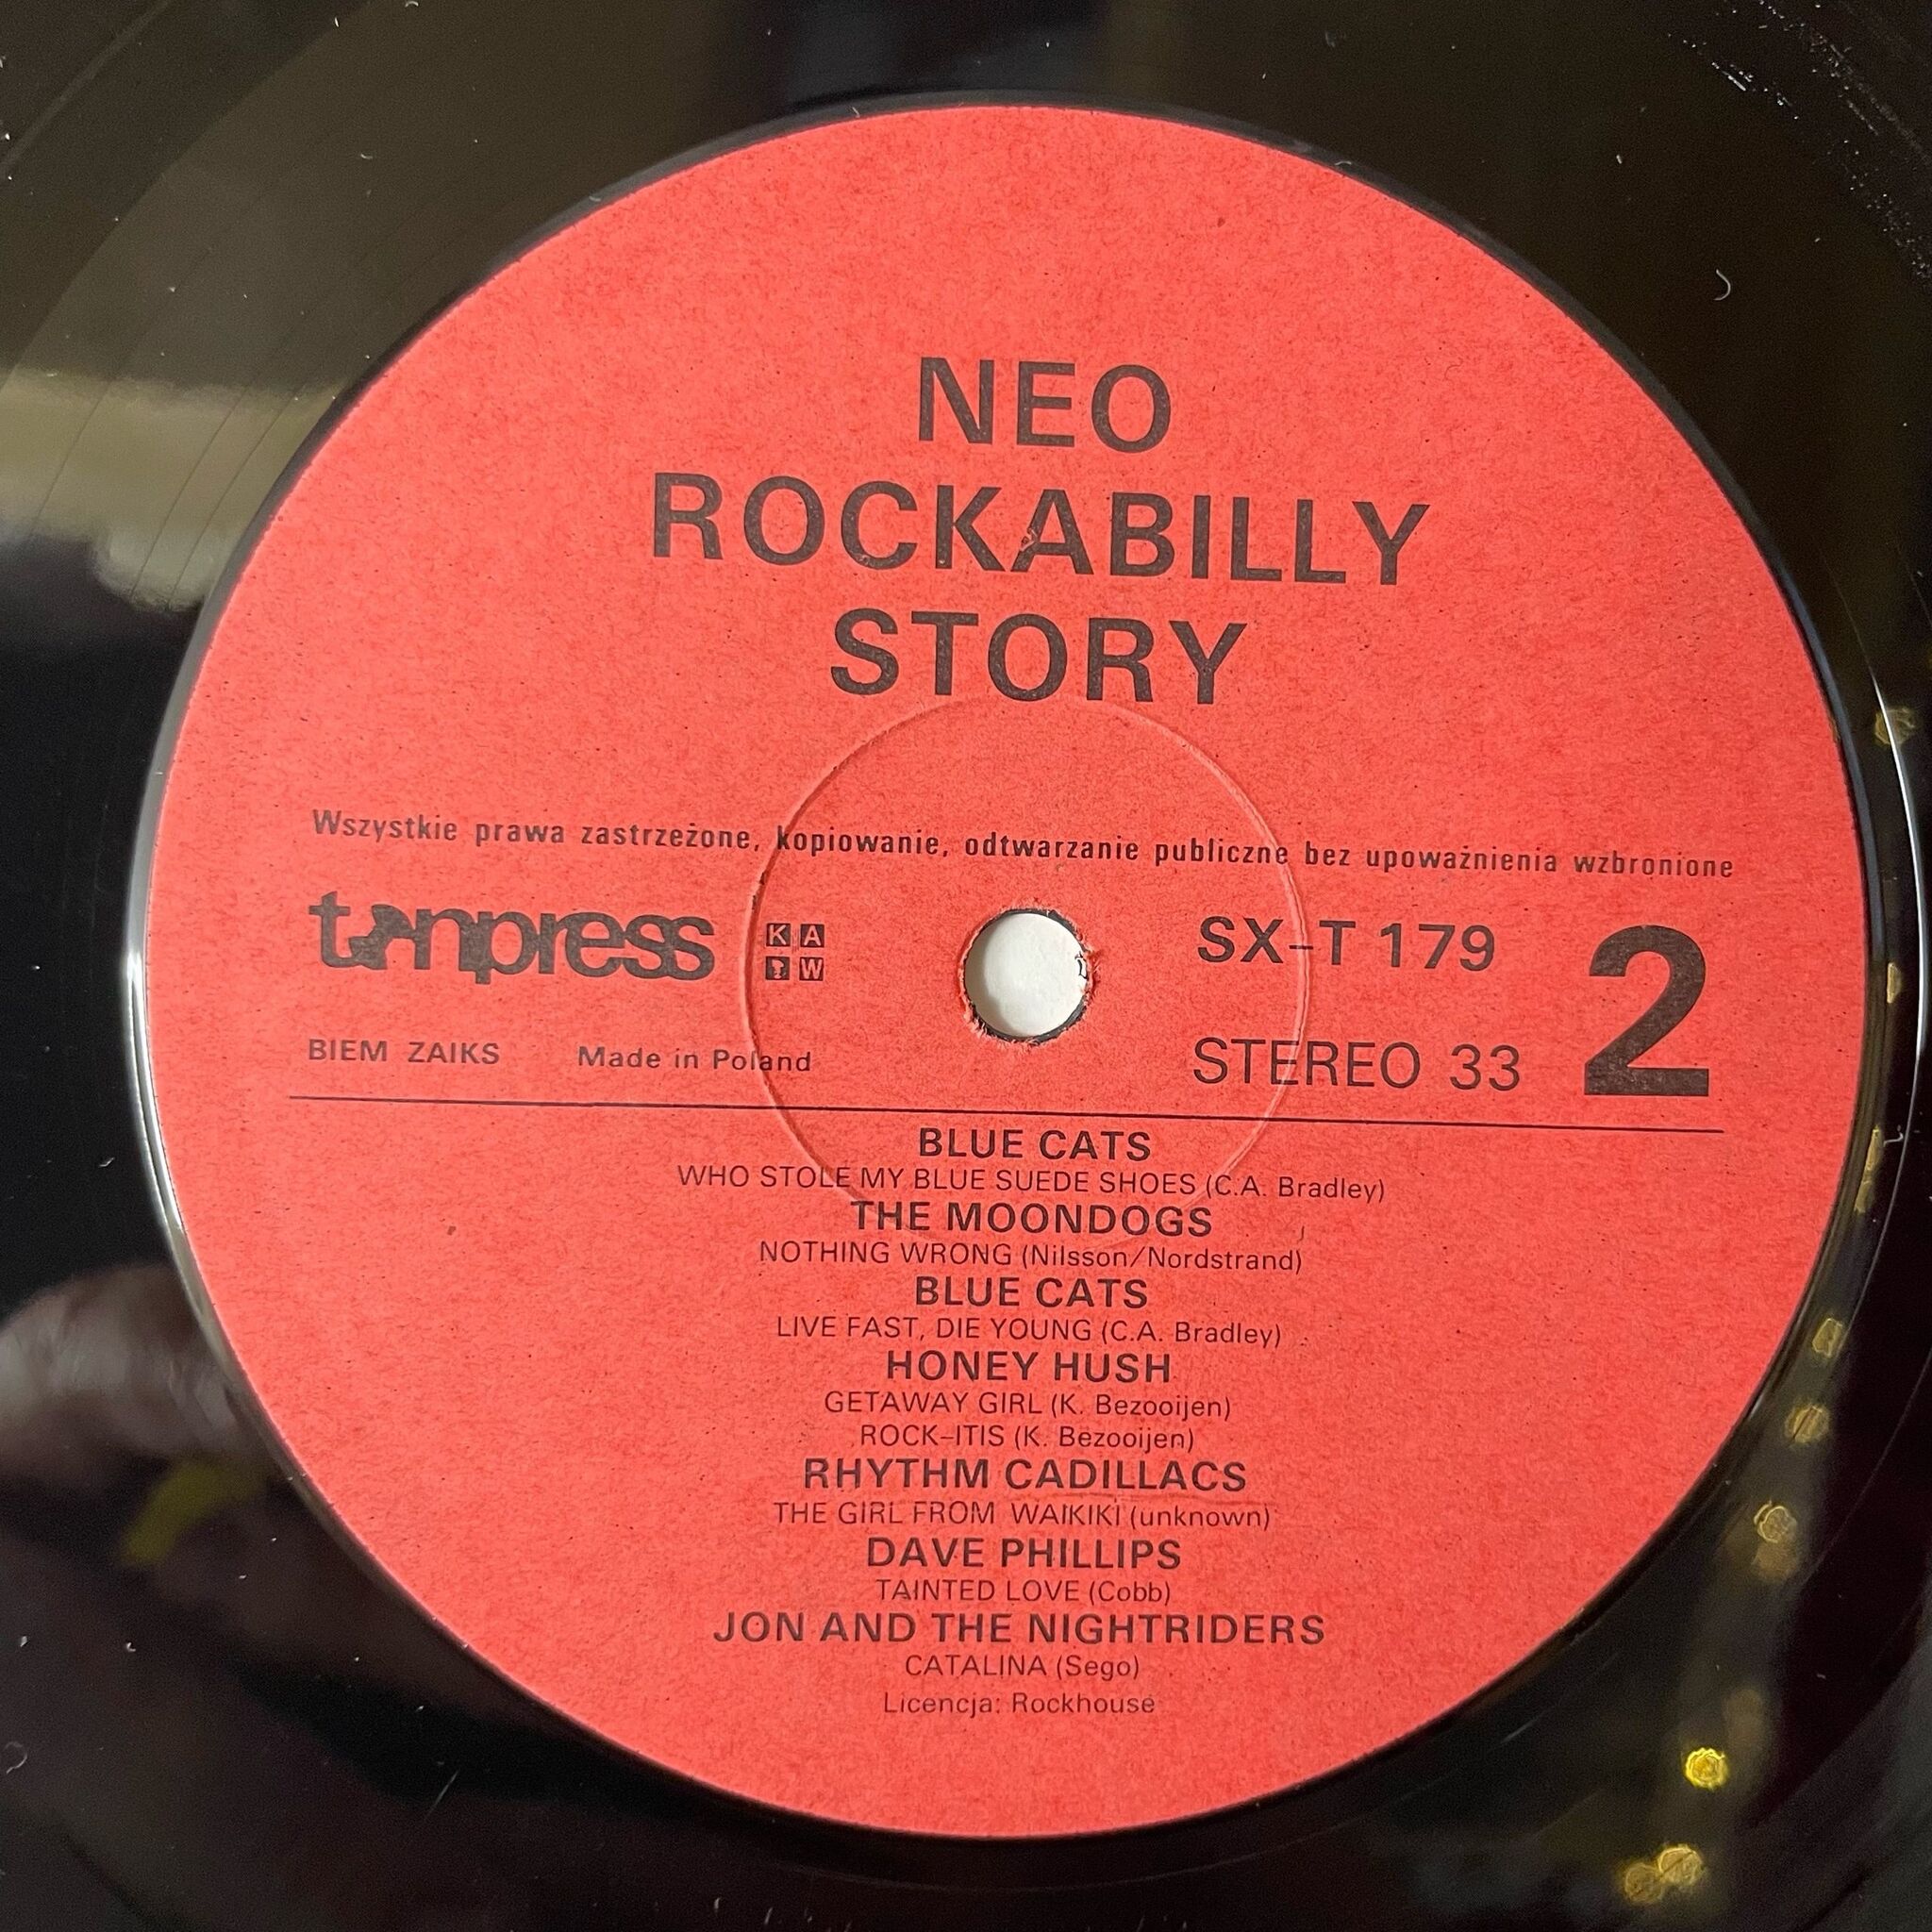 NEO
ROCKABILLY
STORY
Wszystkie prawa zastrzeżone, kopiowanie, odtwarzanie publiczne bez upoważnienia wzbronione
tonpress KAW SX-T 179 2
BIEM ZAIKS Made in Poland STEREO 33
BLUE CATS
WHO STOLE MY BLUE SUEDE SHOES (C.A. Bradley)
THE MOONDOGS
NOTHING WRONG (Nilsson/Nordstrand)
BLUE CATS
LIVE FAST, DIE YOUNG (C.A. Bradley)
HONEY HUSH
GETAWAY GIRL (K. Bezooijen)
ROCK-ITIS (K. Bezooijen)
RHYTHM CADILLACS
THE GIRL FROM WAIKIKI (unknown)
DAVE PHILLIPS
TAINTED LOVE (Cobb)
JON AND THE NIGHTRIDERS
CATALINA (Sego)
Licencja: Rockhouse